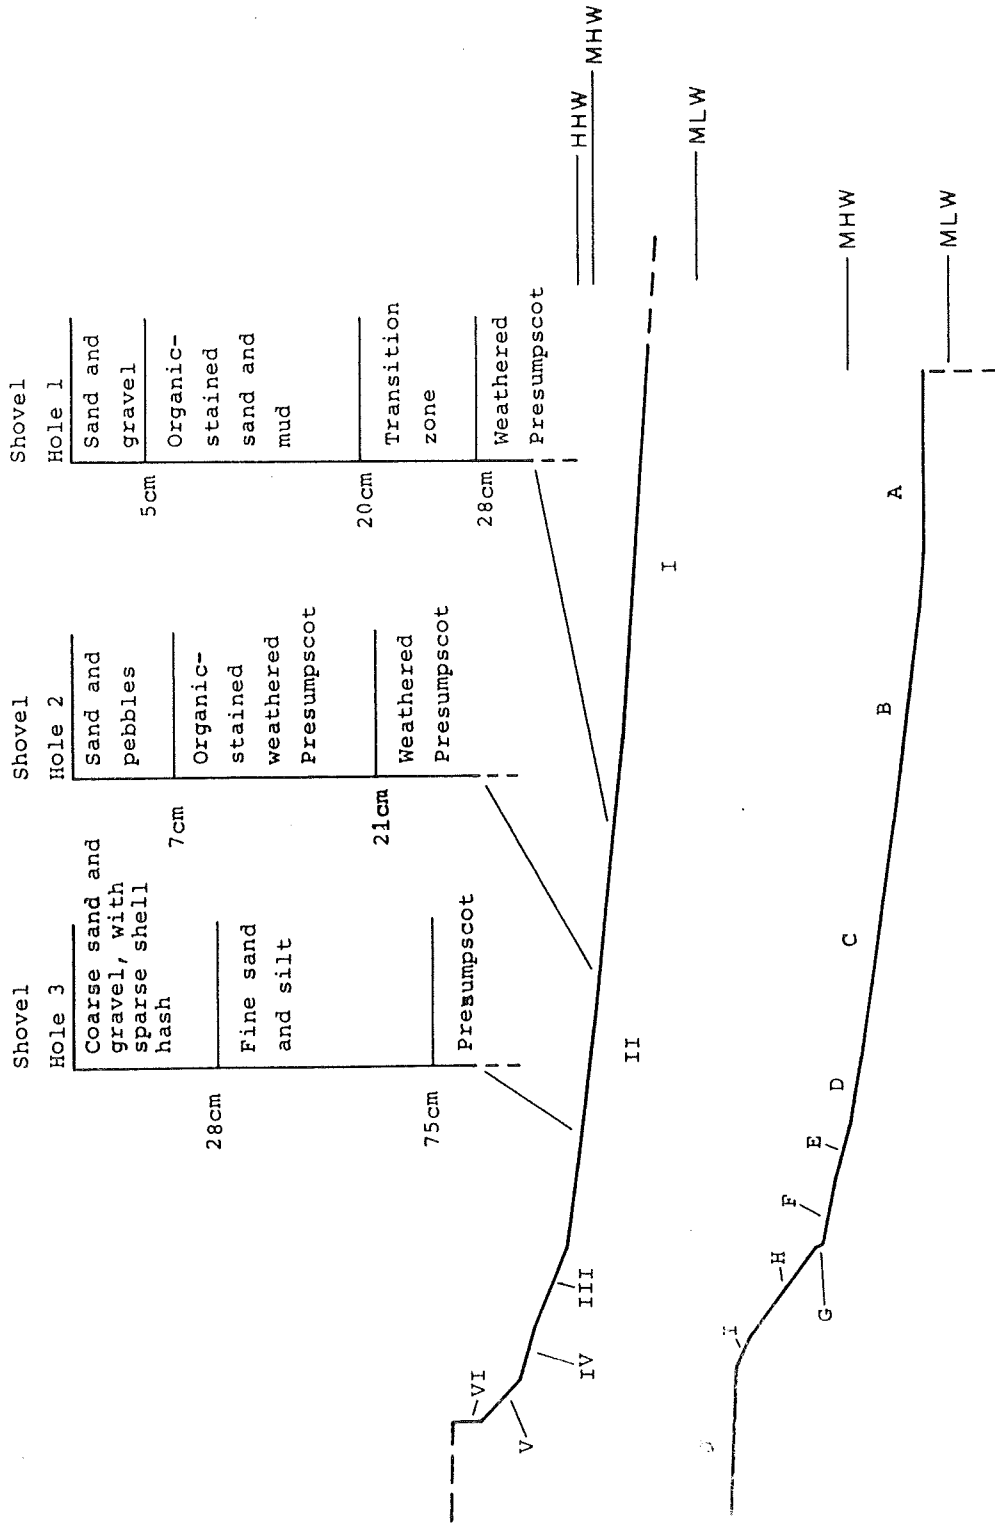 Shovel
Hole 3
Coarse sand and
gravel, with
sparse shell
hash
28cm
Fine sand
and silt
75cm
Presumpscot
Shovel
Hole 2
Sand and
pebbles
7cm
Organic-
stained
weathered
Presumpscot
21cm
Weathered
Presumpscot
Shovel
Hole 1
Sand and
gravel
5cm
Organic-
stained
sand and
mud
20cm
Transition
zone
28cm
Weathered
Presumpscot
HHW
MHW
MLW
VI
V
IV
III
II
I
MHW
MLW
J
I
H
G
F
E
D
C
B
A